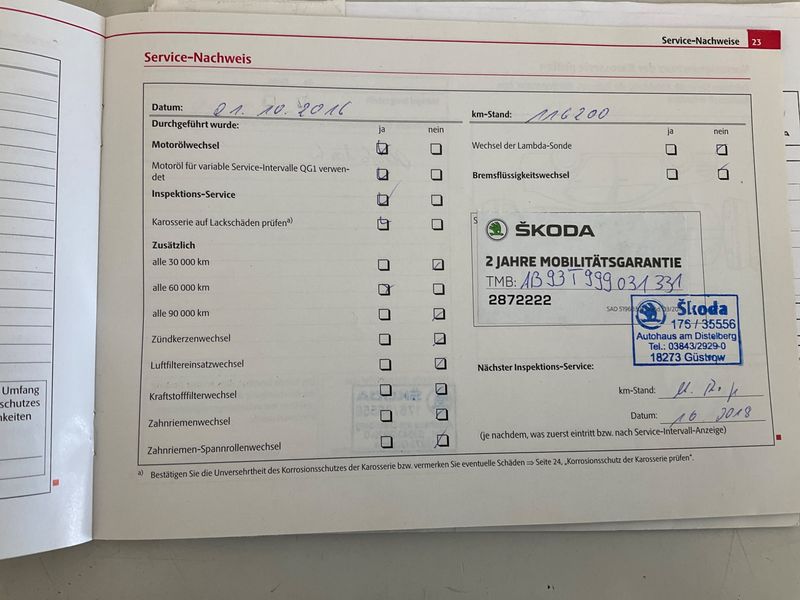 Service-Nachweise 23
Service-Nachweis
Datum: 21. 10. 2016
km-Stand: 116200
Durchgeführt wurde:
ja nein
ja nein
Motorölwechsel
Wechsel der Lambda-Sonde
Motoröl für variable Service-Intervalle QG1 verwen-
det
Bremsflüssigkeitswechsel
Inspektions-Service
Karosserie auf Lackschäden prüfen a)
Zusätzlich
alle 30 000 km
alle 60 000 km
alle 90 000 km
Zündkerzenwechsel
Luftfiltereinsatzwechsel
Kraftstofffilterwechsel
Zahnriemenwechsel
Zahnriemen-Spannrollenwechsel
S
ŠKODA
2 JAHRE MOBILITÄTSGARANTIE
TMB: AB93T999031331
2872222
Škoda
176 / 35556
Autohaus am Distelberg
Tel.: 03843/2929-0
18273 Güstrow
Nächster Inspektions-Service:
km-Stand:
Datum: 10 2018
(je nachdem, was zuerst eintritt bzw. nach Service-Intervall-Anzeige)
a) Bestätigen Sie die Unversehrtheit des Korrosionsschutzes der Karosserie bzw. vermerken Sie eventuelle Schäden ⇒ Seite 24, „Korrosionsschutz der Karosserie prüfen“.
Umfang
schutzes
hkeiten